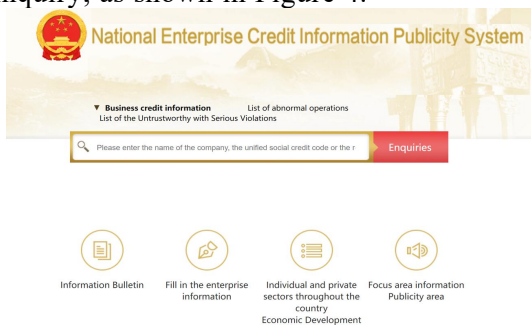 nquiry, as shown in Figure 4.
National Enterprise Credit Information Publicity System
▼ Business credit information List of abnormal operations
List of the Untrustworthy with Serious Violations
Please enter the name of the company, the unified social credit code or the r
Enquiries
Information Bulletin
Fill in the enterprise
information
Individual and private
sectors throughout the
country
Economic Development
Focus area information
Publicity area